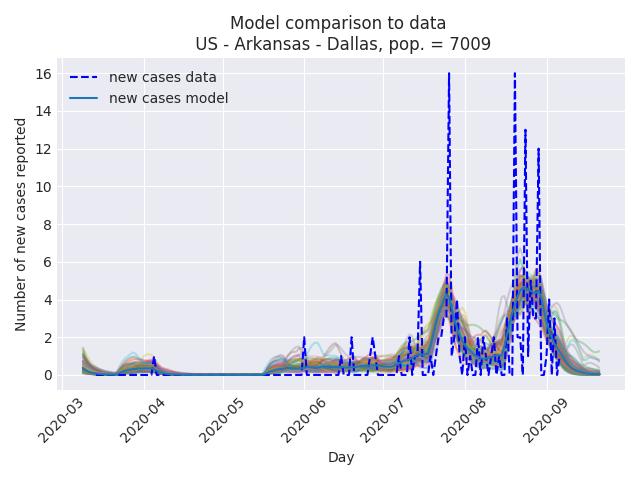 Model comparison to data
US - Arkansas - Dallas, pop. = 7009
new cases data
new cases model
Number of new cases reported
16
14
12
10
8
6
4
2
0
2020-03
2020-04
2020-05
2020-06
2020-07
2020-08
2020-09
Day